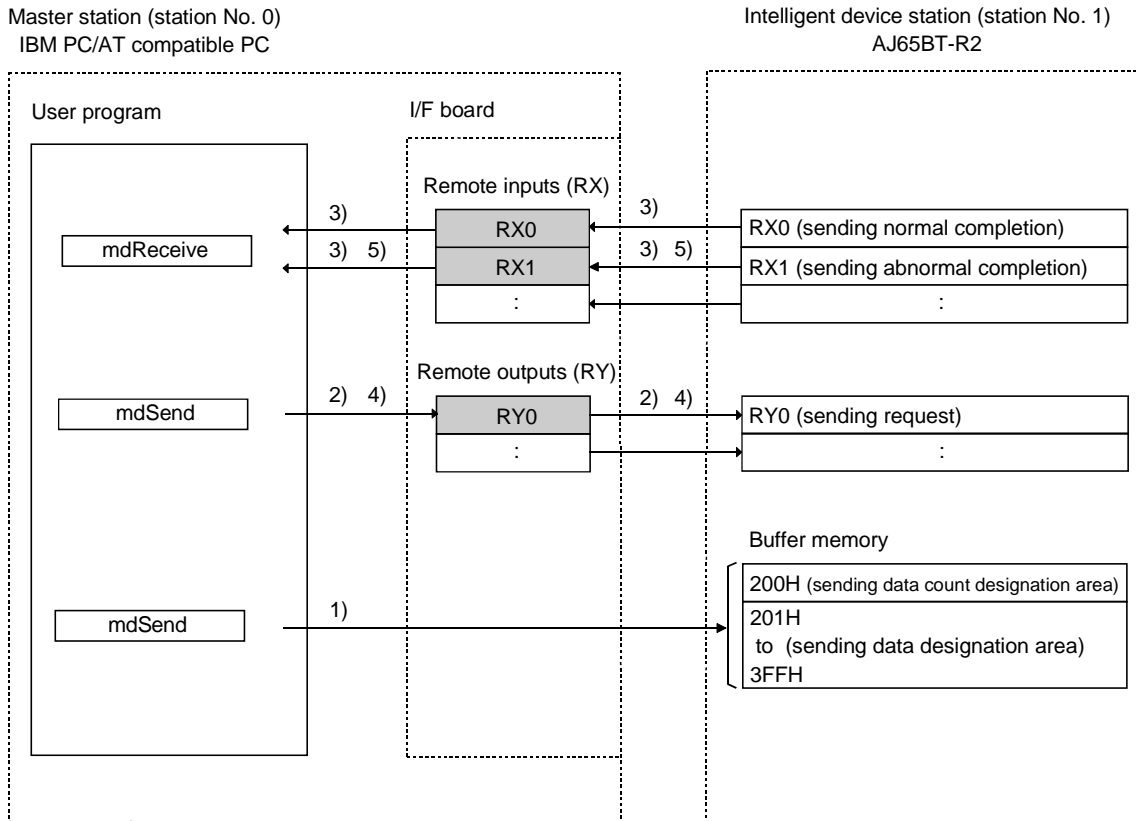 Master station (station No. 0)
IBM PC/AT compatible PC
Intelligent device station (station No. 1)
AJ65BT-R2
User program
I/F board
Remote inputs (RX)
mdReceive
3)
RX0
3)
RX0 (sending normal completion)
3) 5)
RX1
3) 5)
RX1 (sending abnormal completion)
:
:
Remote outputs (RY)
mdSend
2) 4)
RY0
2) 4)
RY0 (sending request)
:
:
Buffer memory
mdSend
1)
200H (sending data count designation area)
201H
to (sending data designation area)
3FFH